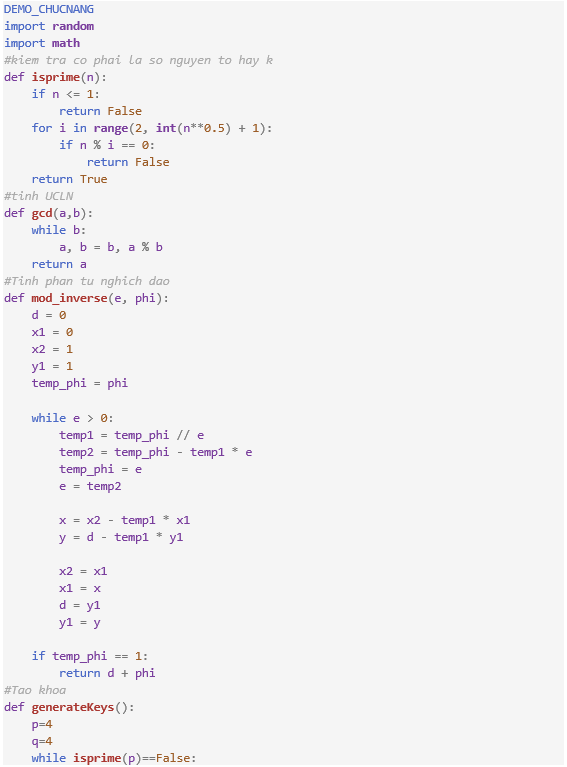 DEMO_CHUCNANG
import random
import math
#kiem tra co phai la so nguyen to hay k
def isprime(n):
    if n <= 1:
        return False
    for i in range(2, int(n**0.5) + 1):
        if n % i == 0:
            return False
    return True
#tinh UCLN
def gcd(a,b):
    while b:
        a, b = b, a % b
    return a
#Tinh phan tu nghich dao
def mod_inverse(e, phi):
    d = 0
    x1 = 0
    x2 = 1
    y1 = 1
    temp_phi = phi

    while e > 0:
        temp1 = temp_phi // e
        temp2 = temp_phi - temp1 * e
        temp_phi = e
        e = temp2

        x = x2 - temp1 * x1
        y = d - temp1 * y1

        x2 = x1
        x1 = x
        d = y1
        y1 = y

    if temp_phi == 1:
        return d + phi
#Tao khoa
def generateKeys():
    p=4
    q=4
    while isprime(p)==False: